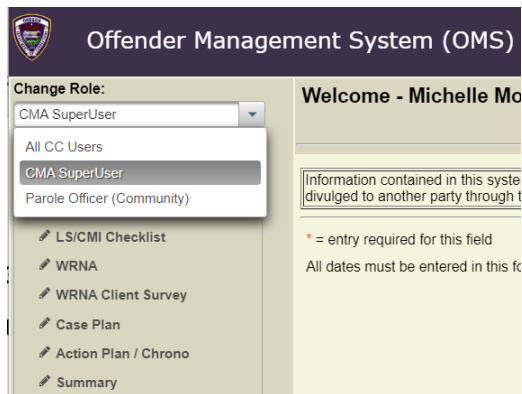 Offender Management System (OMS)
Change Role:
CMA SuperUser
All CC Users
CMA SuperUser
Parole Officer (Community)
LS/CMI Checklist
WRNA
WRNA Client Survey
Case Plan
Action Plan / Chrono
Summary
Welcome - Michelle Mo
Information contained in this syste
divulged to another party through t
* = entry required for this field
All dates must be entered in this fo